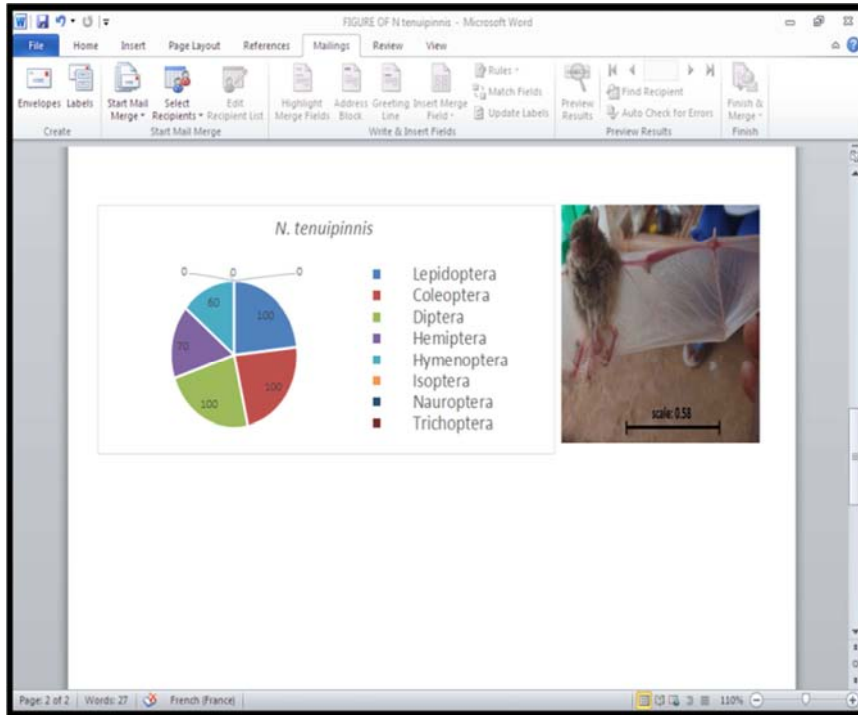 FIGURE OF N tenuipinnis - Microsoft Word
File Home Insert Page Layout References Mailings Review View
Envelopes Labels
Create
Start Mail Merge
Select Recipients
Edit Recipient List
Start Mail Merge
Highlight Merge Fields
Address Block
Greeting Line
Insert Merge Field
Rules
Match Fields
Update Labels
Write & Insert Fields
Preview Results
Find Recipient
Auto Check for Errors
Preview Results
Finish & Merge
Finish
N. tenuipinnis
0 0 0
60 100
70 100
100
Lepidoptera
Coleoptera
Diptera
Hemiptera
Hymenoptera
Isoptera
Nauroptera
Trichoptera
scale: 0.58
Page: 2 of 2 Words: 27 French (France) 110%